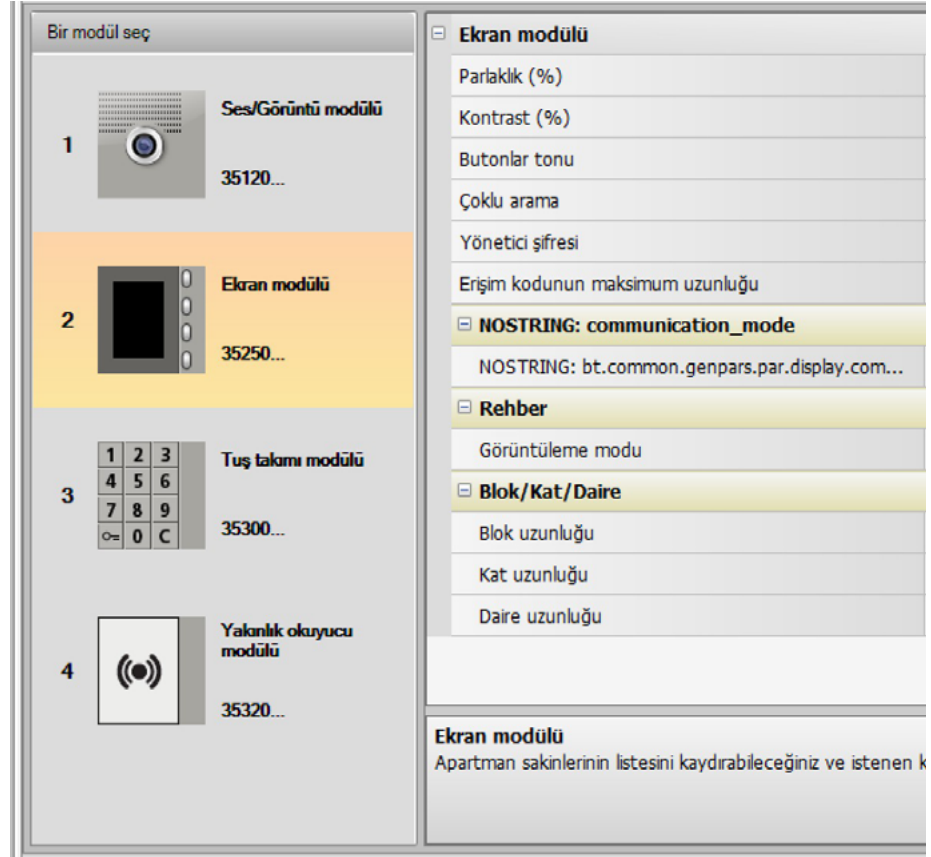 Bir modül seç
1
Ses/Görüntü modülü
35120...
2
Ekran modülü
35250...
3
1 2 3
4 5 6
7 8 9
0 C
Tuş takımı modülü
35300...
4
Yakınlık okuyucu
modülü
35320...
Ekran modülü
Parlaklık (%)
Kontrast (%)
Butonlar tonu
Çoklu arama
Yönetici şifresi
Erişim kodunun maksimum uzunluğu
NOSTRING: communication_mode
NOSTRING: bt.common.genpars.par.display.com...
Rehber
Görüntüleme modu
Blok/Kat/Daire
Blok uzunluğu
Kat uzunluğu
Daire uzunluğu
Ekran modülü
Apartman sakinlerinin listesini kaydırabileceğiniz ve istenen